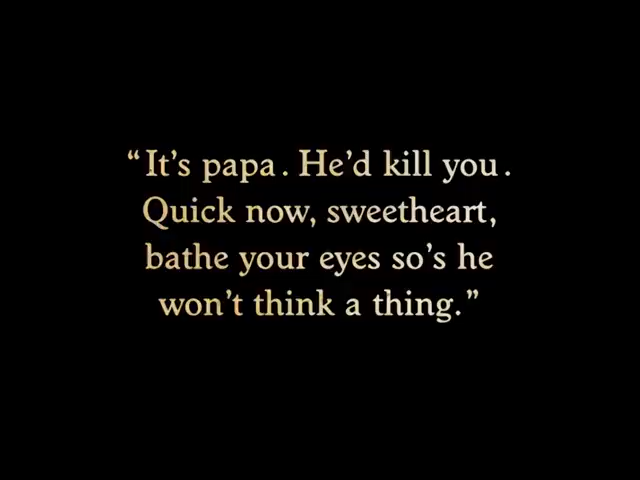 “It’s papa. He’d kill you.
Quick now, sweetheart,
bathe your eyes so’s he
won’t think a thing.”